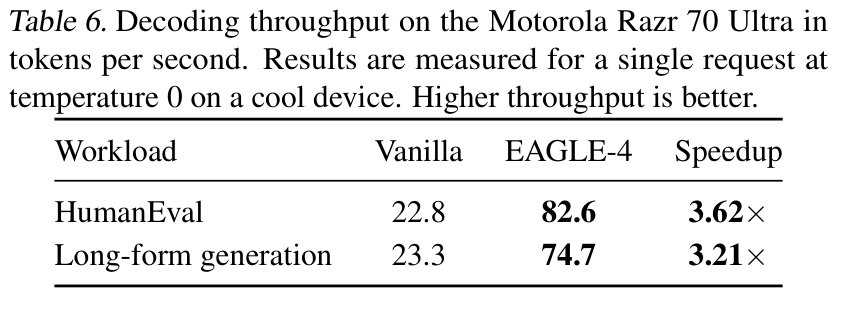 Table 6. Decoding throughput on the Motorola Razr 70 Ultra in
tokens per second. Results are measured for a single request at
temperature 0 on a cool device. Higher throughput is better.
Workload Vanilla EAGLE-4 Speedup
HumanEval 22.8 82.6 3.62×
Long-form generation 23.3 74.7 3.21×